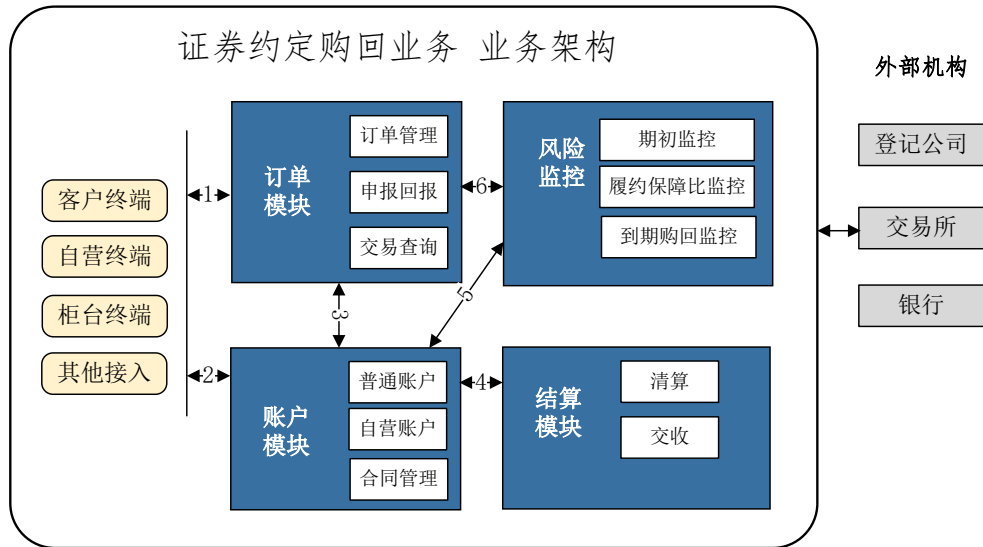 证券约定购回业务 业务架构
外部机构
客户终端
自营终端
柜台终端
其他接入
1
2
订单
模块
订单管理
申报回报
交易查询
6
风险
监控
期初监控
履约保障比监控
到期购回监控
3
5
账户
模块
普通账户
自营账户
合同管理
4
结算
模块
清算
交收
登记公司
交易所
银行